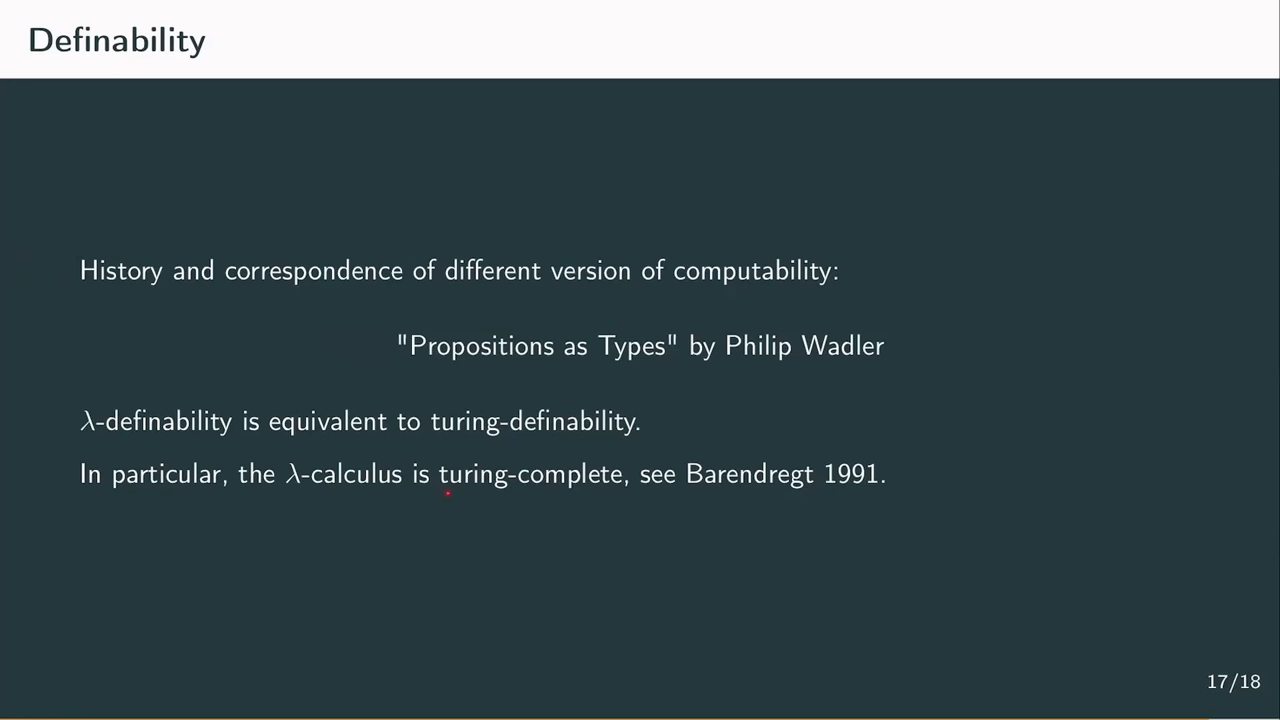 Definability
History and correspondence of different version of computability:
"Propositions as Types" by Philip Wadler
λ-definability is equivalent to turing-definability.
In particular, the λ-calculus is turing-complete, see Barendregt 1991.
17/18